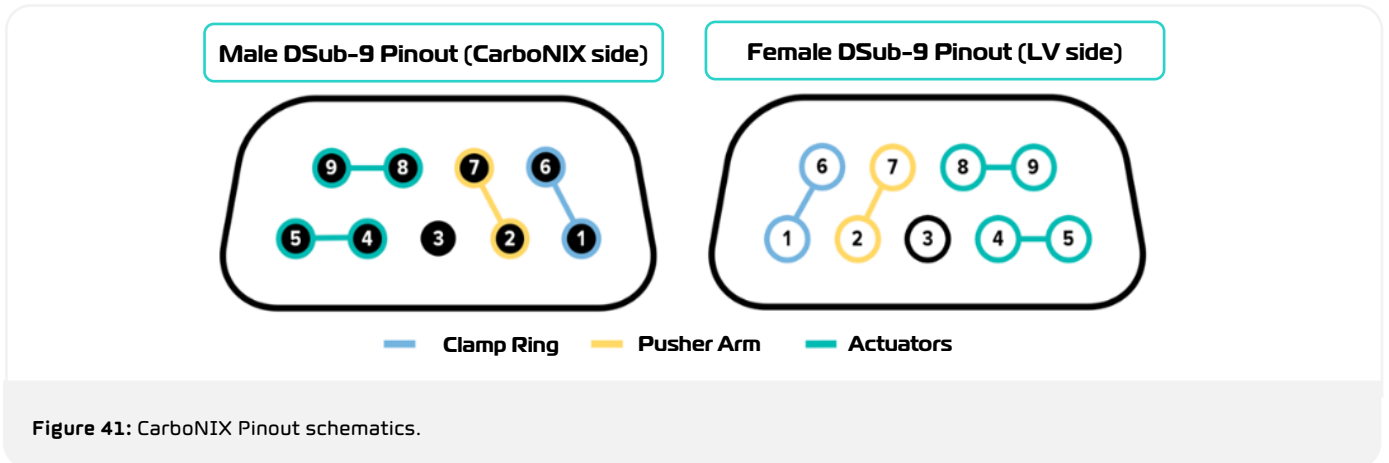 Male DSub-9 Pinout (CarboNIX side)
Female DSub-9 Pinout (LV side)
9 8 7 6
5 4 3 2 1
6 7 8 9
1 2 3 4 5
Clamp Ring
Pusher Arm
Actuators
Figure 41: CarboNIX Pinout schematics.